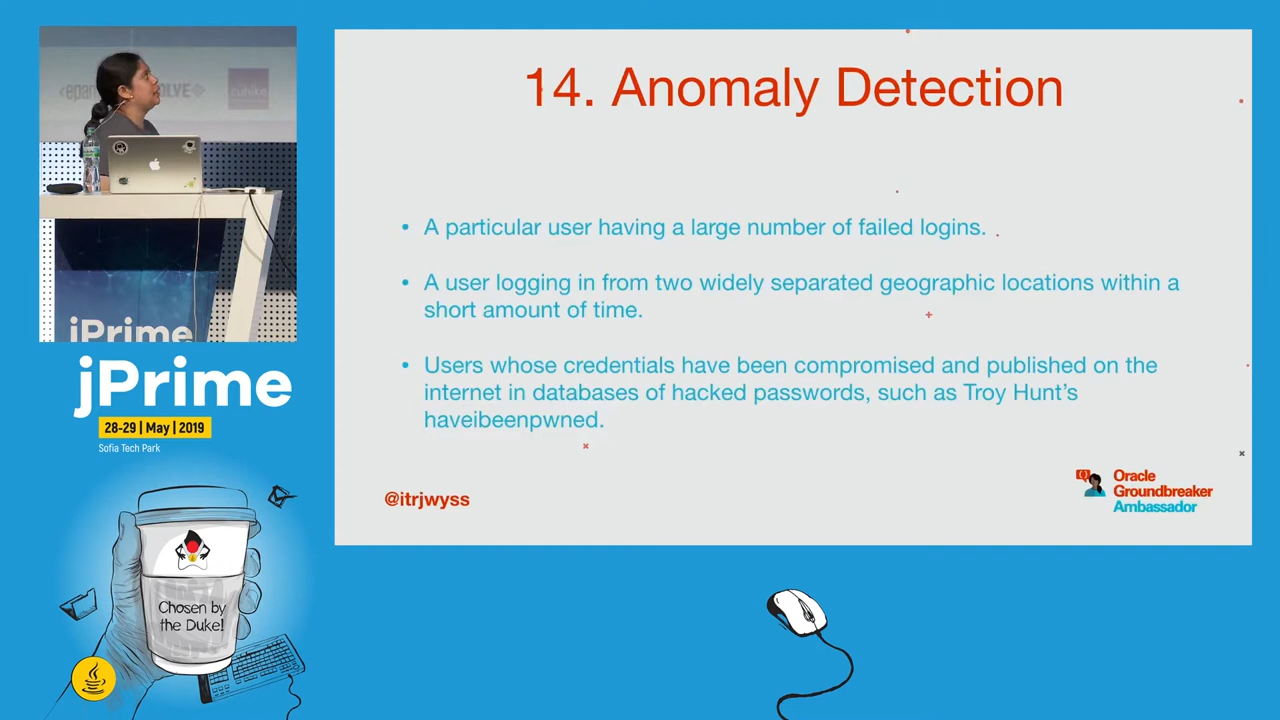 14. Anomaly Detection
• A particular user having a large number of failed logins.
• A user logging in from two widely separated geographic locations within a
short amount of time.
• Users whose credentials have been compromised and published on the
internet in databases of hacked passwords, such as Troy Hunt's
haveibeenpwned.
@itrjwyss
Oracle
Groundbreaker
Ambassador
jPrime
jPrime
28-29 | May | 2019
Sofia Tech Park
Chosen by
the Duke!